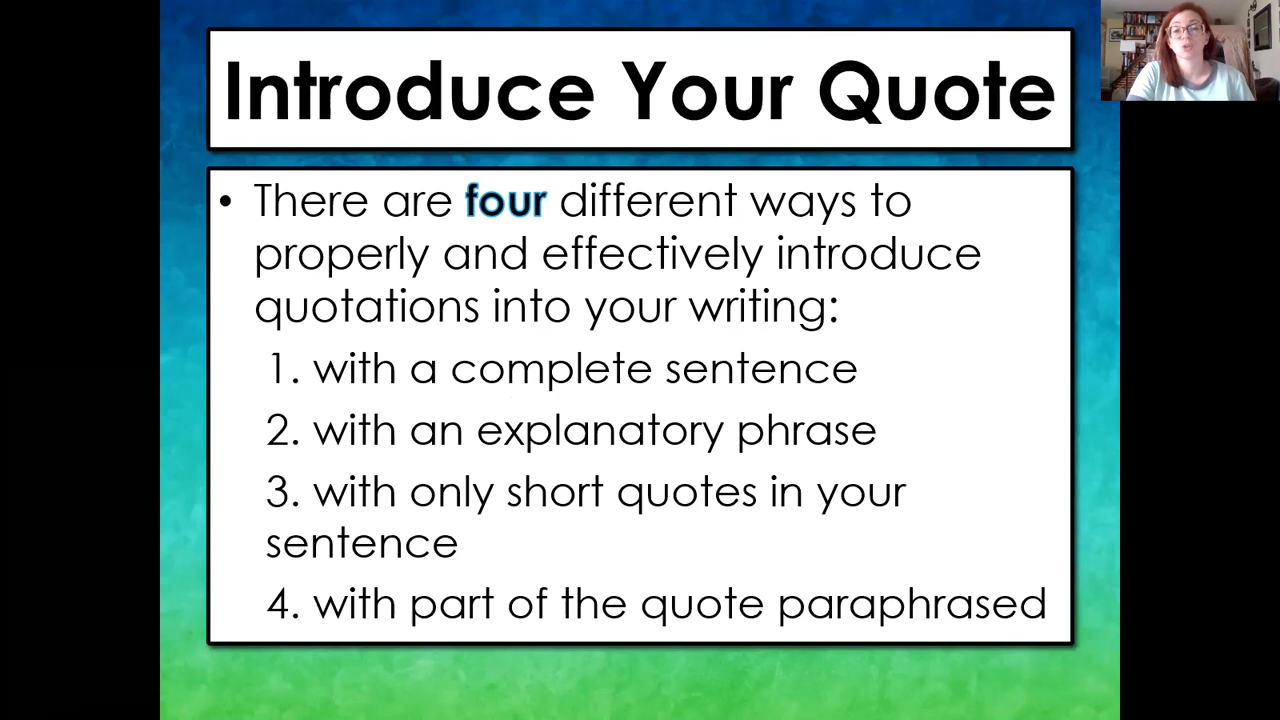 Introduce Your Quote
• There are four different ways to
properly and effectively introduce
quotations into your writing:
1. with a complete sentence
2. with an explanatory phrase
3. with only short quotes in your
sentence
4. with part of the quote paraphrased